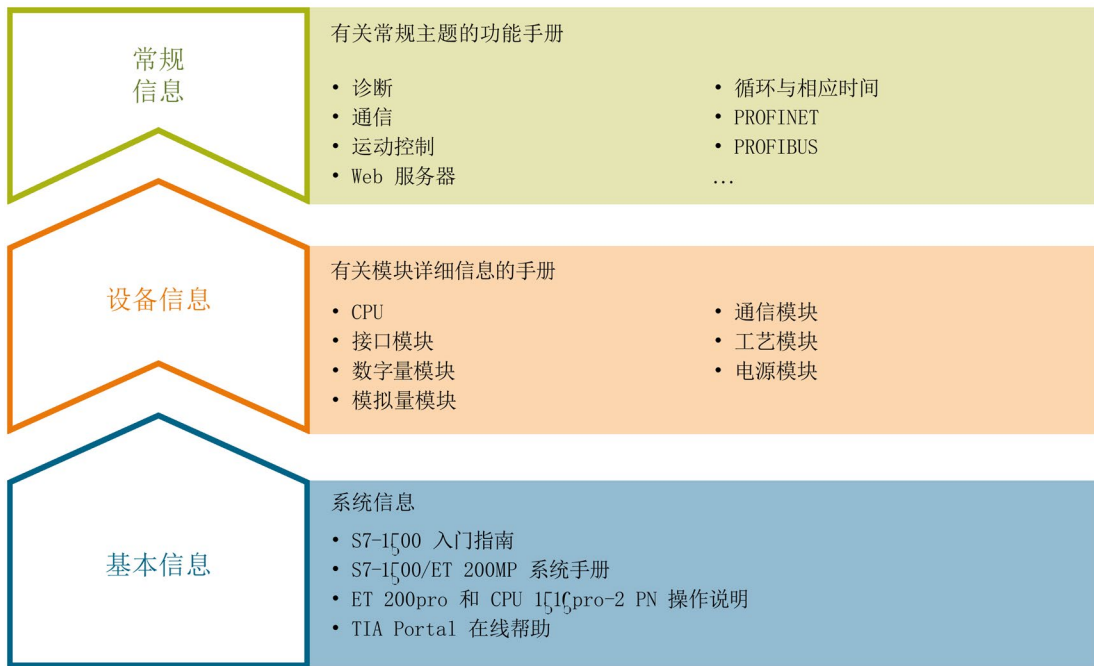 常规
信息
有关常规主题的功能手册
• 诊断
• 通信
• 运动控制
• Web 服务器
• 循环与相应时间
• PROFINET
• PROFIBUS
...
设备信息
有关模块详细信息的手册
• CPU
• 接口模块
• 数字量模块
• 模拟量模块
• 通信模块
• 工艺模块
• 电源模块
基本信息
系统信息
• S7-1500 入门指南
• S7-1500/ET 200MP 系统手册
• ET 200pro 和 CPU 1516pro-2 PN 操作说明
• TIA Portal 在线帮助